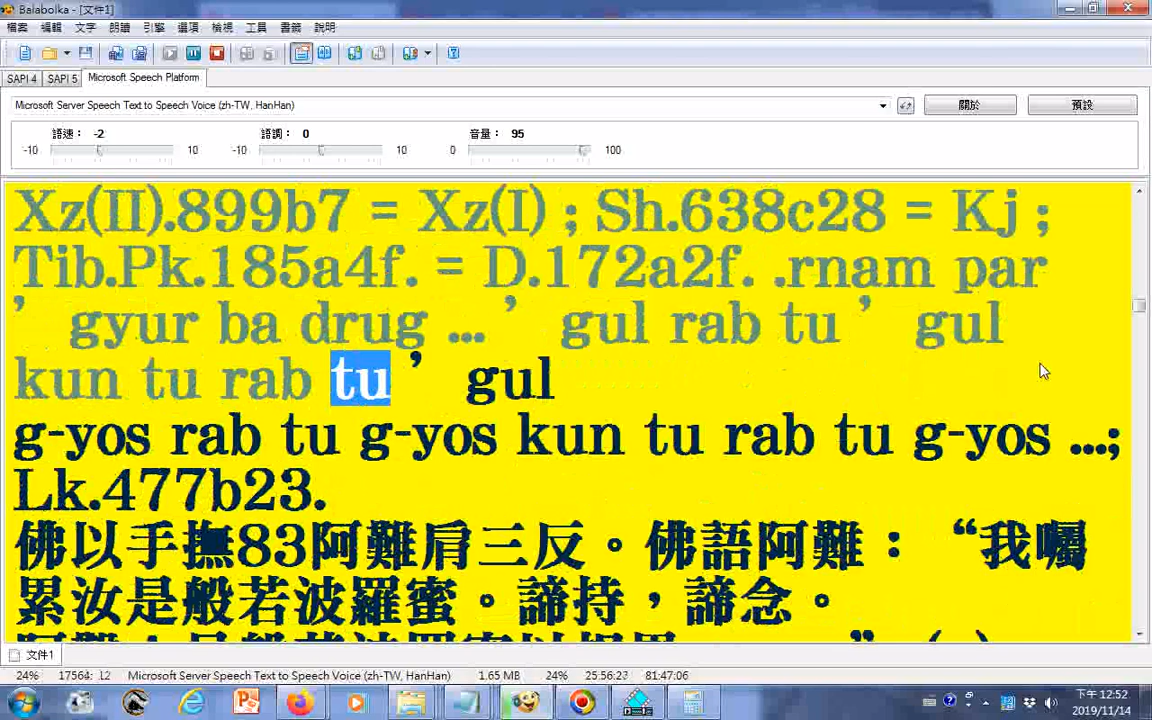 Balabolka - [文件1]
檔案 編輯 文字 朗讀 引擎 選項 檢視 工具 書籤 說明
SAPI 4 SAPI 5 Microsoft Speech Platform
Microsoft Server Speech Text to Speech Voice (zh-TW, HanHan) 關於 預設
語速： -2 語調： 0 音量： 95
-10 10 -10 10 0 100
Xz(II).899b7 = Xz(I) ; Sh.638c28 = Kj ;
Tib.Pk.185a4f. = D.172a2f. .rnam par
’gyur ba drug ... ’gul rab tu ’gul
kun tu rab tu ’gul
g-yos rab tu g-yos kun tu rab tu g-yos ...;
Lk.477b23.
佛以手撫83阿難肩三反。佛語阿難：“我囑
累汝是般若波羅蜜。諦持，諦念。
文件1
24% 17564: 12 Microsoft Server Speech Text to Speech Voice (zh-TW, HanHan) 1.65 MB 24% 25:56:23 81:47:06
下午 12:52
2019/11/14